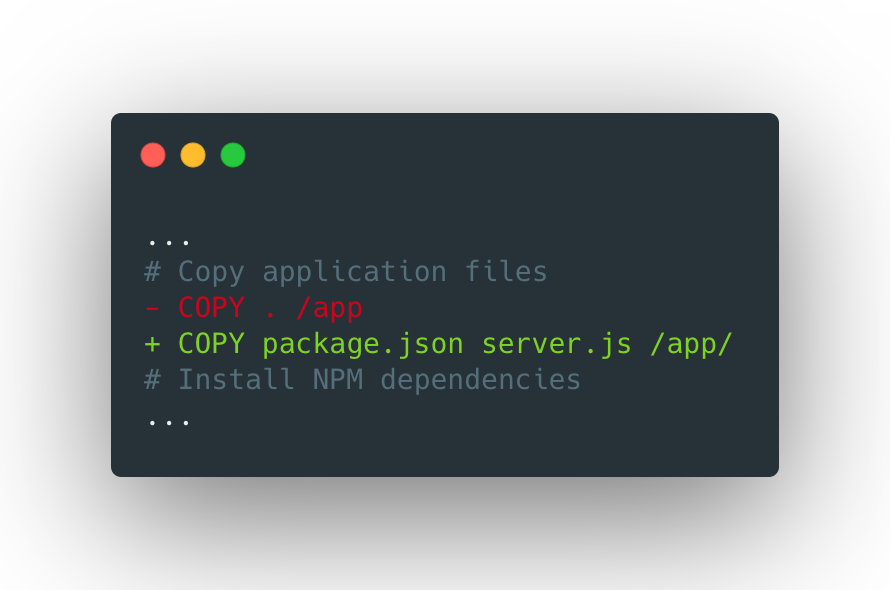 ...
# Copy application files
- COPY . /app
+ COPY package.json server.js /app/
# Install NPM dependencies
...